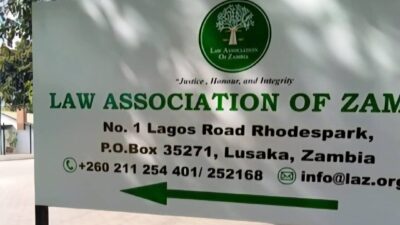 LAW ASSOCIATION
OF ZAMBIA
"Justice, Honour, and Integrity
LAW ASSOCIATION OF ZAM
No. 1 Lagos Road Rhodespark,
P.O.Box 35271, Lusaka, Zambia
+260 211 254 401/ 252168 info@laz.org